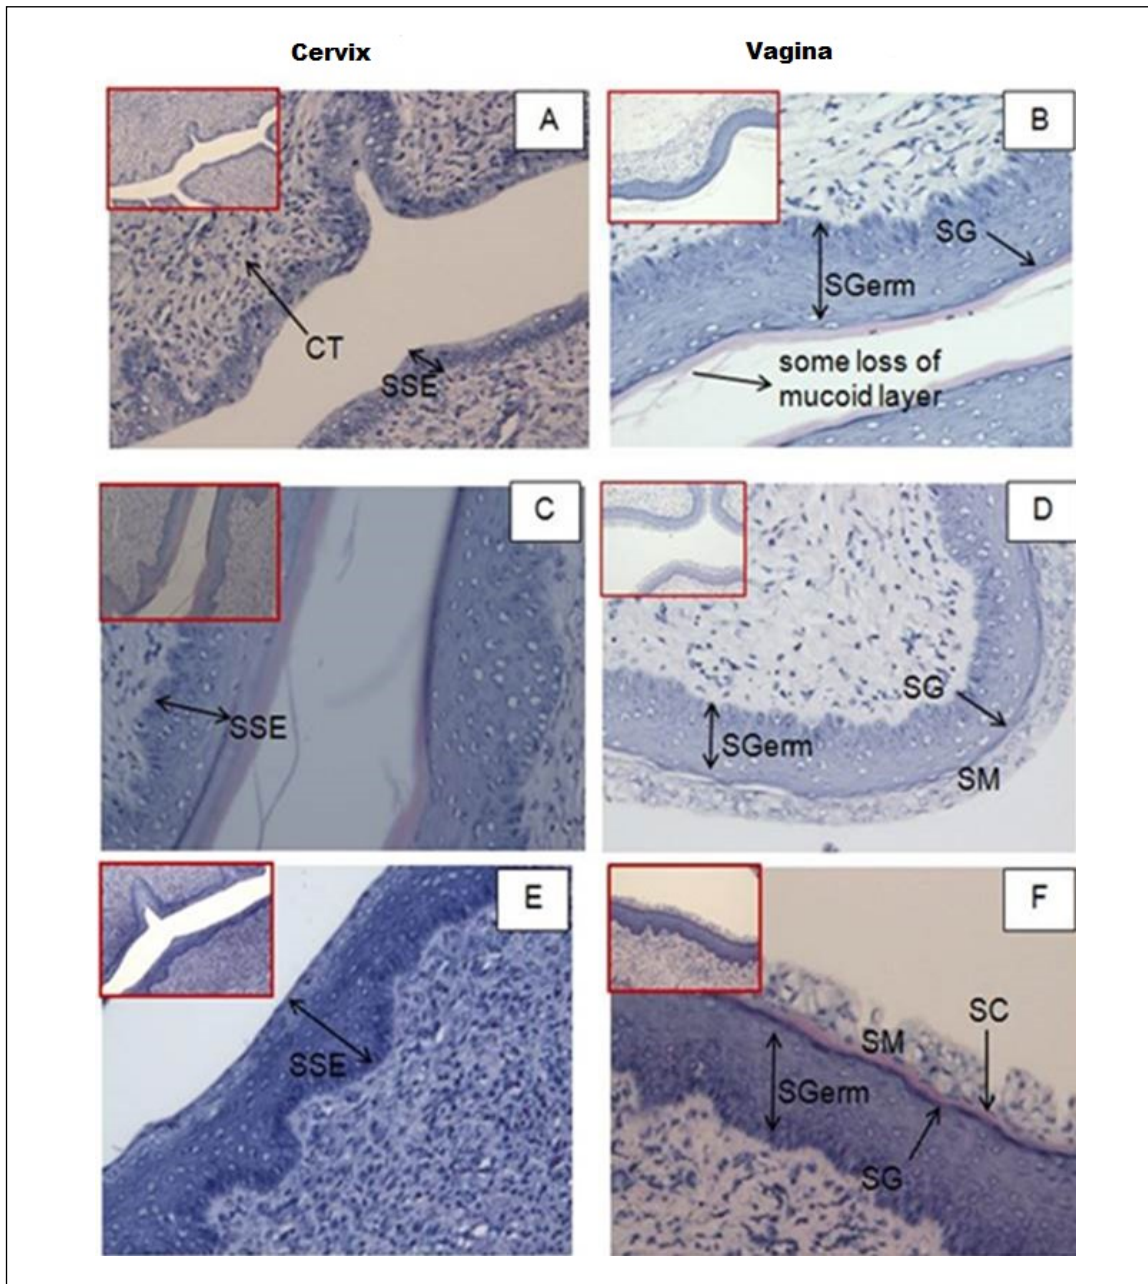 Cervix
Vagina
A
CT
SSE
B
SG
SGerm
some loss of
mucoid layer
C
SSE
D
SG
SGerm
SM
E
SSE
F
SC
SM
SGerm
SG